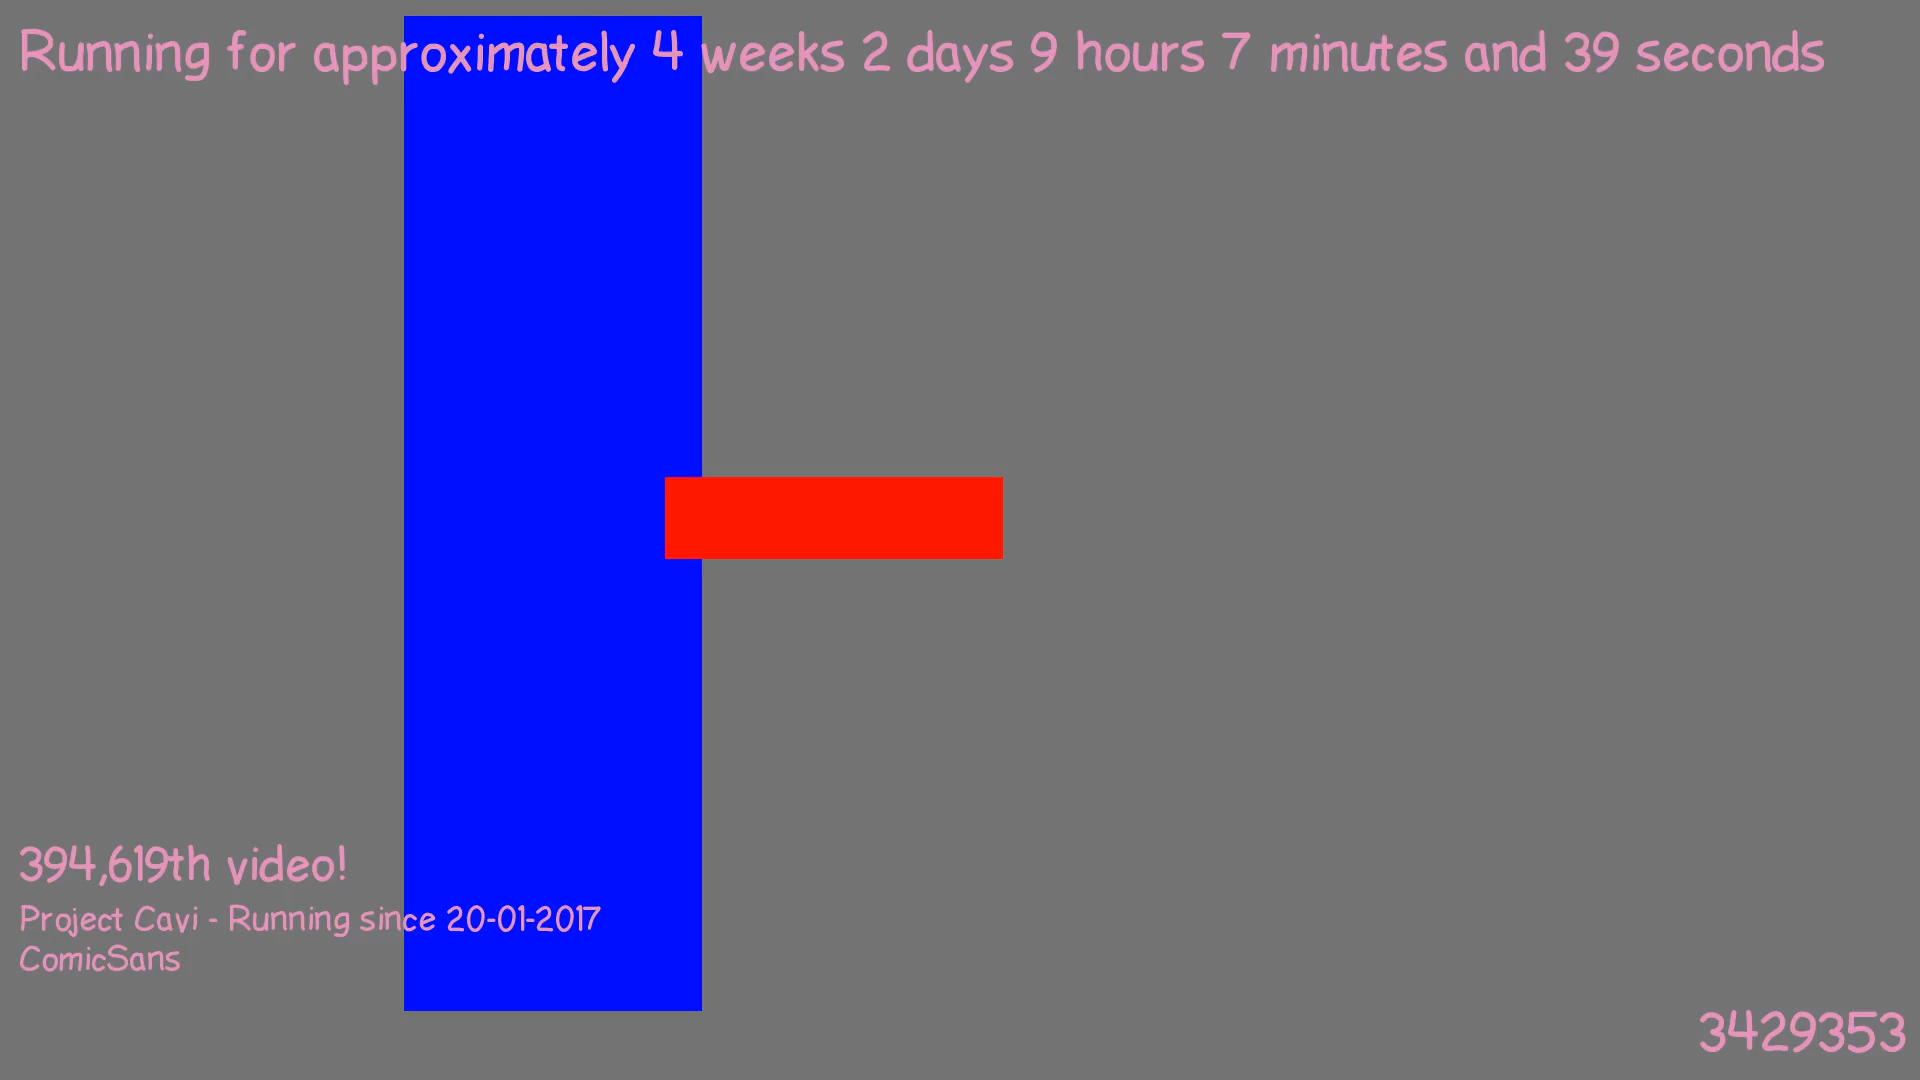 Running for approximately 4 weeks 2 days 9 hours 7 minutes and 39 seconds
394,619th video!
Project Cavi - Running since 20-01-2017
ComicSans
3429353